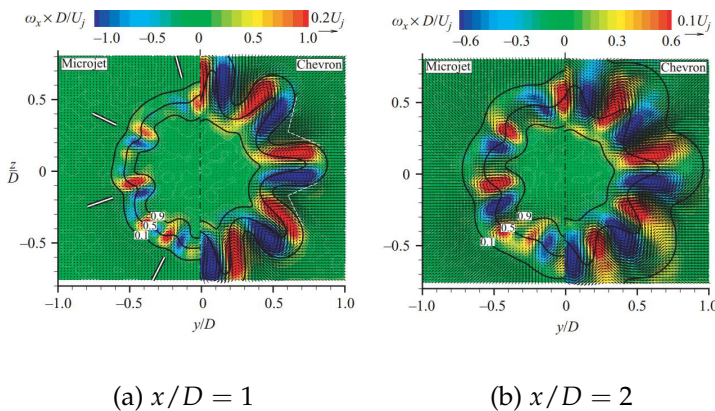 ωx × D/Uj −1.0 −0.5 0 0.5 1.0 0.2Uj
Microjet Chevron
0.5
z/D 0
−0.5
0.9
0.5
0.1
−1.0 −0.5 0 0.5 1.0
y/D
(a) x/D = 1
ωx × D/Uj −0.6 −0.3 0 0.3 0.6 0.1Uj
Microjet Chevron
0.5
0
−0.5
0.9
0.5
0.1
−1.0 −0.5 0 0.5 1.0
y/D
(b) x/D = 2